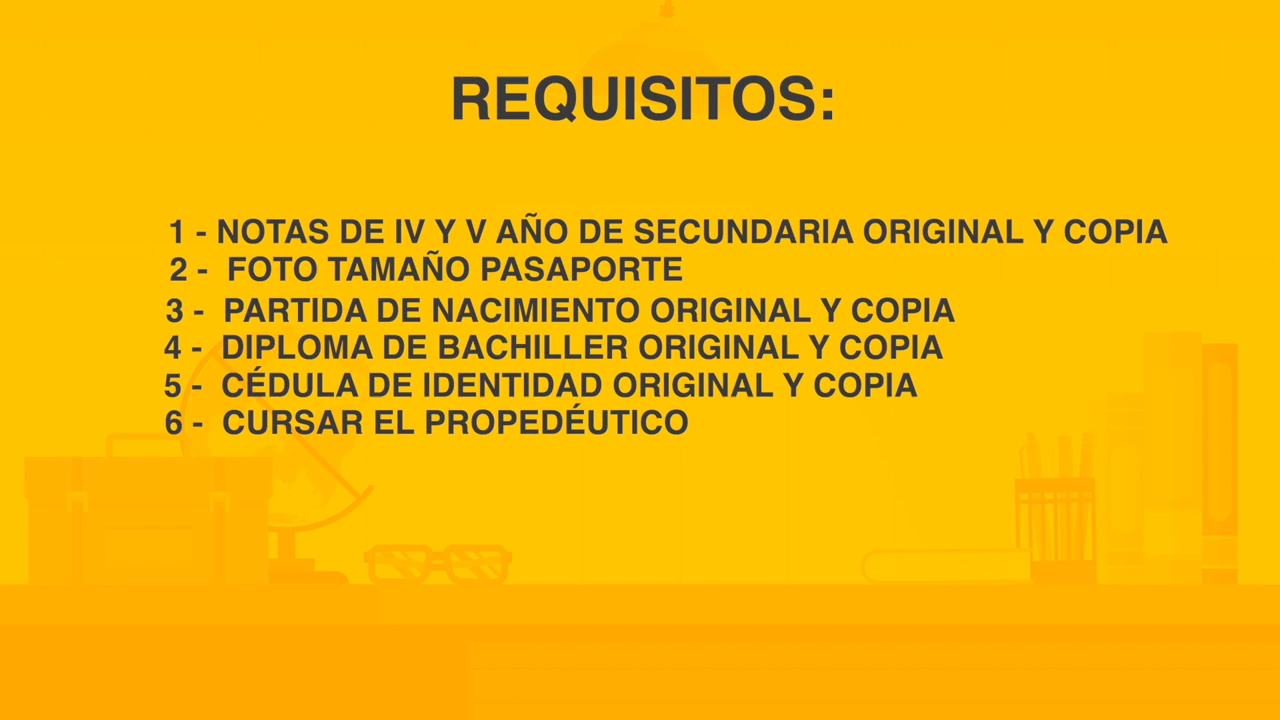 REQUISITOS:
1 - NOTAS DE IV Y V AÑO DE SECUNDARIA ORIGINAL Y COPIA
2 - FOTO TAMAÑO PASAPORTE
3 - PARTIDA DE NACIMIENTO ORIGINAL Y COPIA
4 - DIPLOMA DE BACHILLER ORIGINAL Y COPIA
5 - CÉDULA DE IDENTIDAD ORIGINAL Y COPIA
6 - CURSAR EL PROPEDÉUTICO